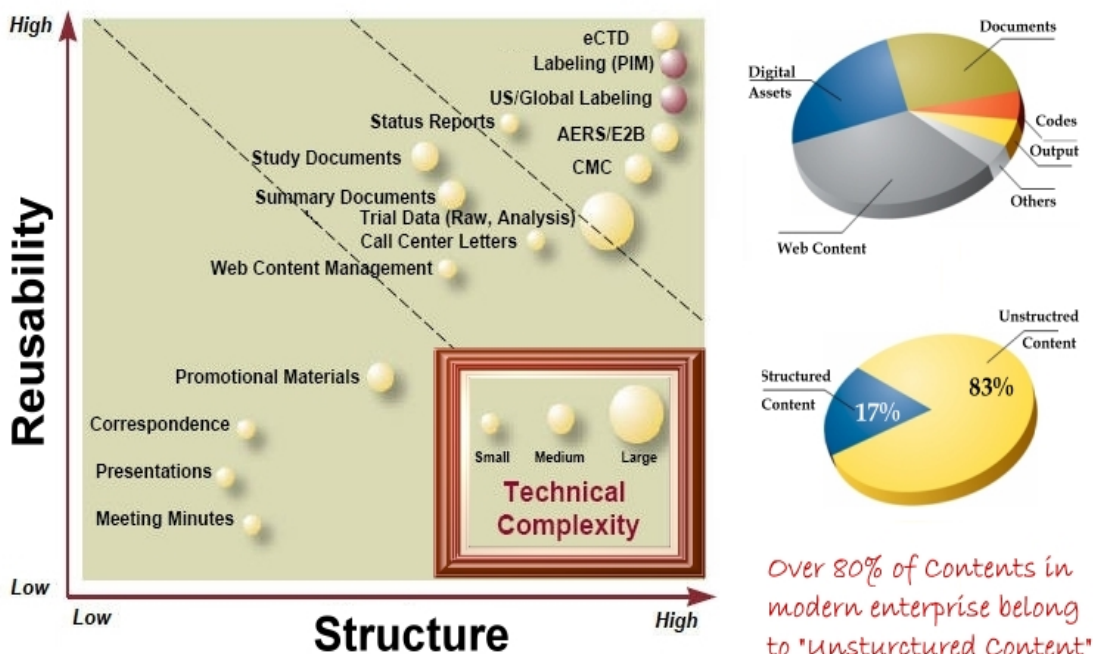 High
Reusability
Low
Low
Structure
High
eCTD
Labeling (PIM)
US/Global Labeling
Status Reports
AERS/E2B
Study Documents
CMC
Summary Documents
Trial Data (Raw, Analysis)
Call Center Letters
Web Content Management
Promotional Materials
Correspondence
Presentations
Meeting Minutes
Small
Medium
Large
Technical
Complexity
Documents
Digital
Assets
Codes
Output
Others
Web Content
Unstructred
Content
Structured
Content
83%
17%
Over 80% of Contents in
modern enterprise belong
to "Unsturctured Content"